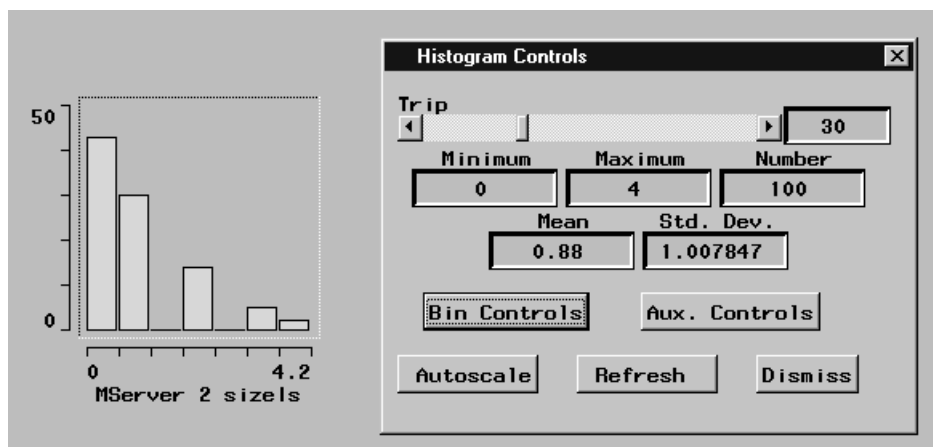 50
0
0 4.2
MServer 2 sizels
Histogram Controls
Trip
30
Minimum Maximum Number
0 4 100
Mean Std. Dev.
0.88 1.007847
Bin Controls Aux. Controls
Autoscale Refresh Dismiss